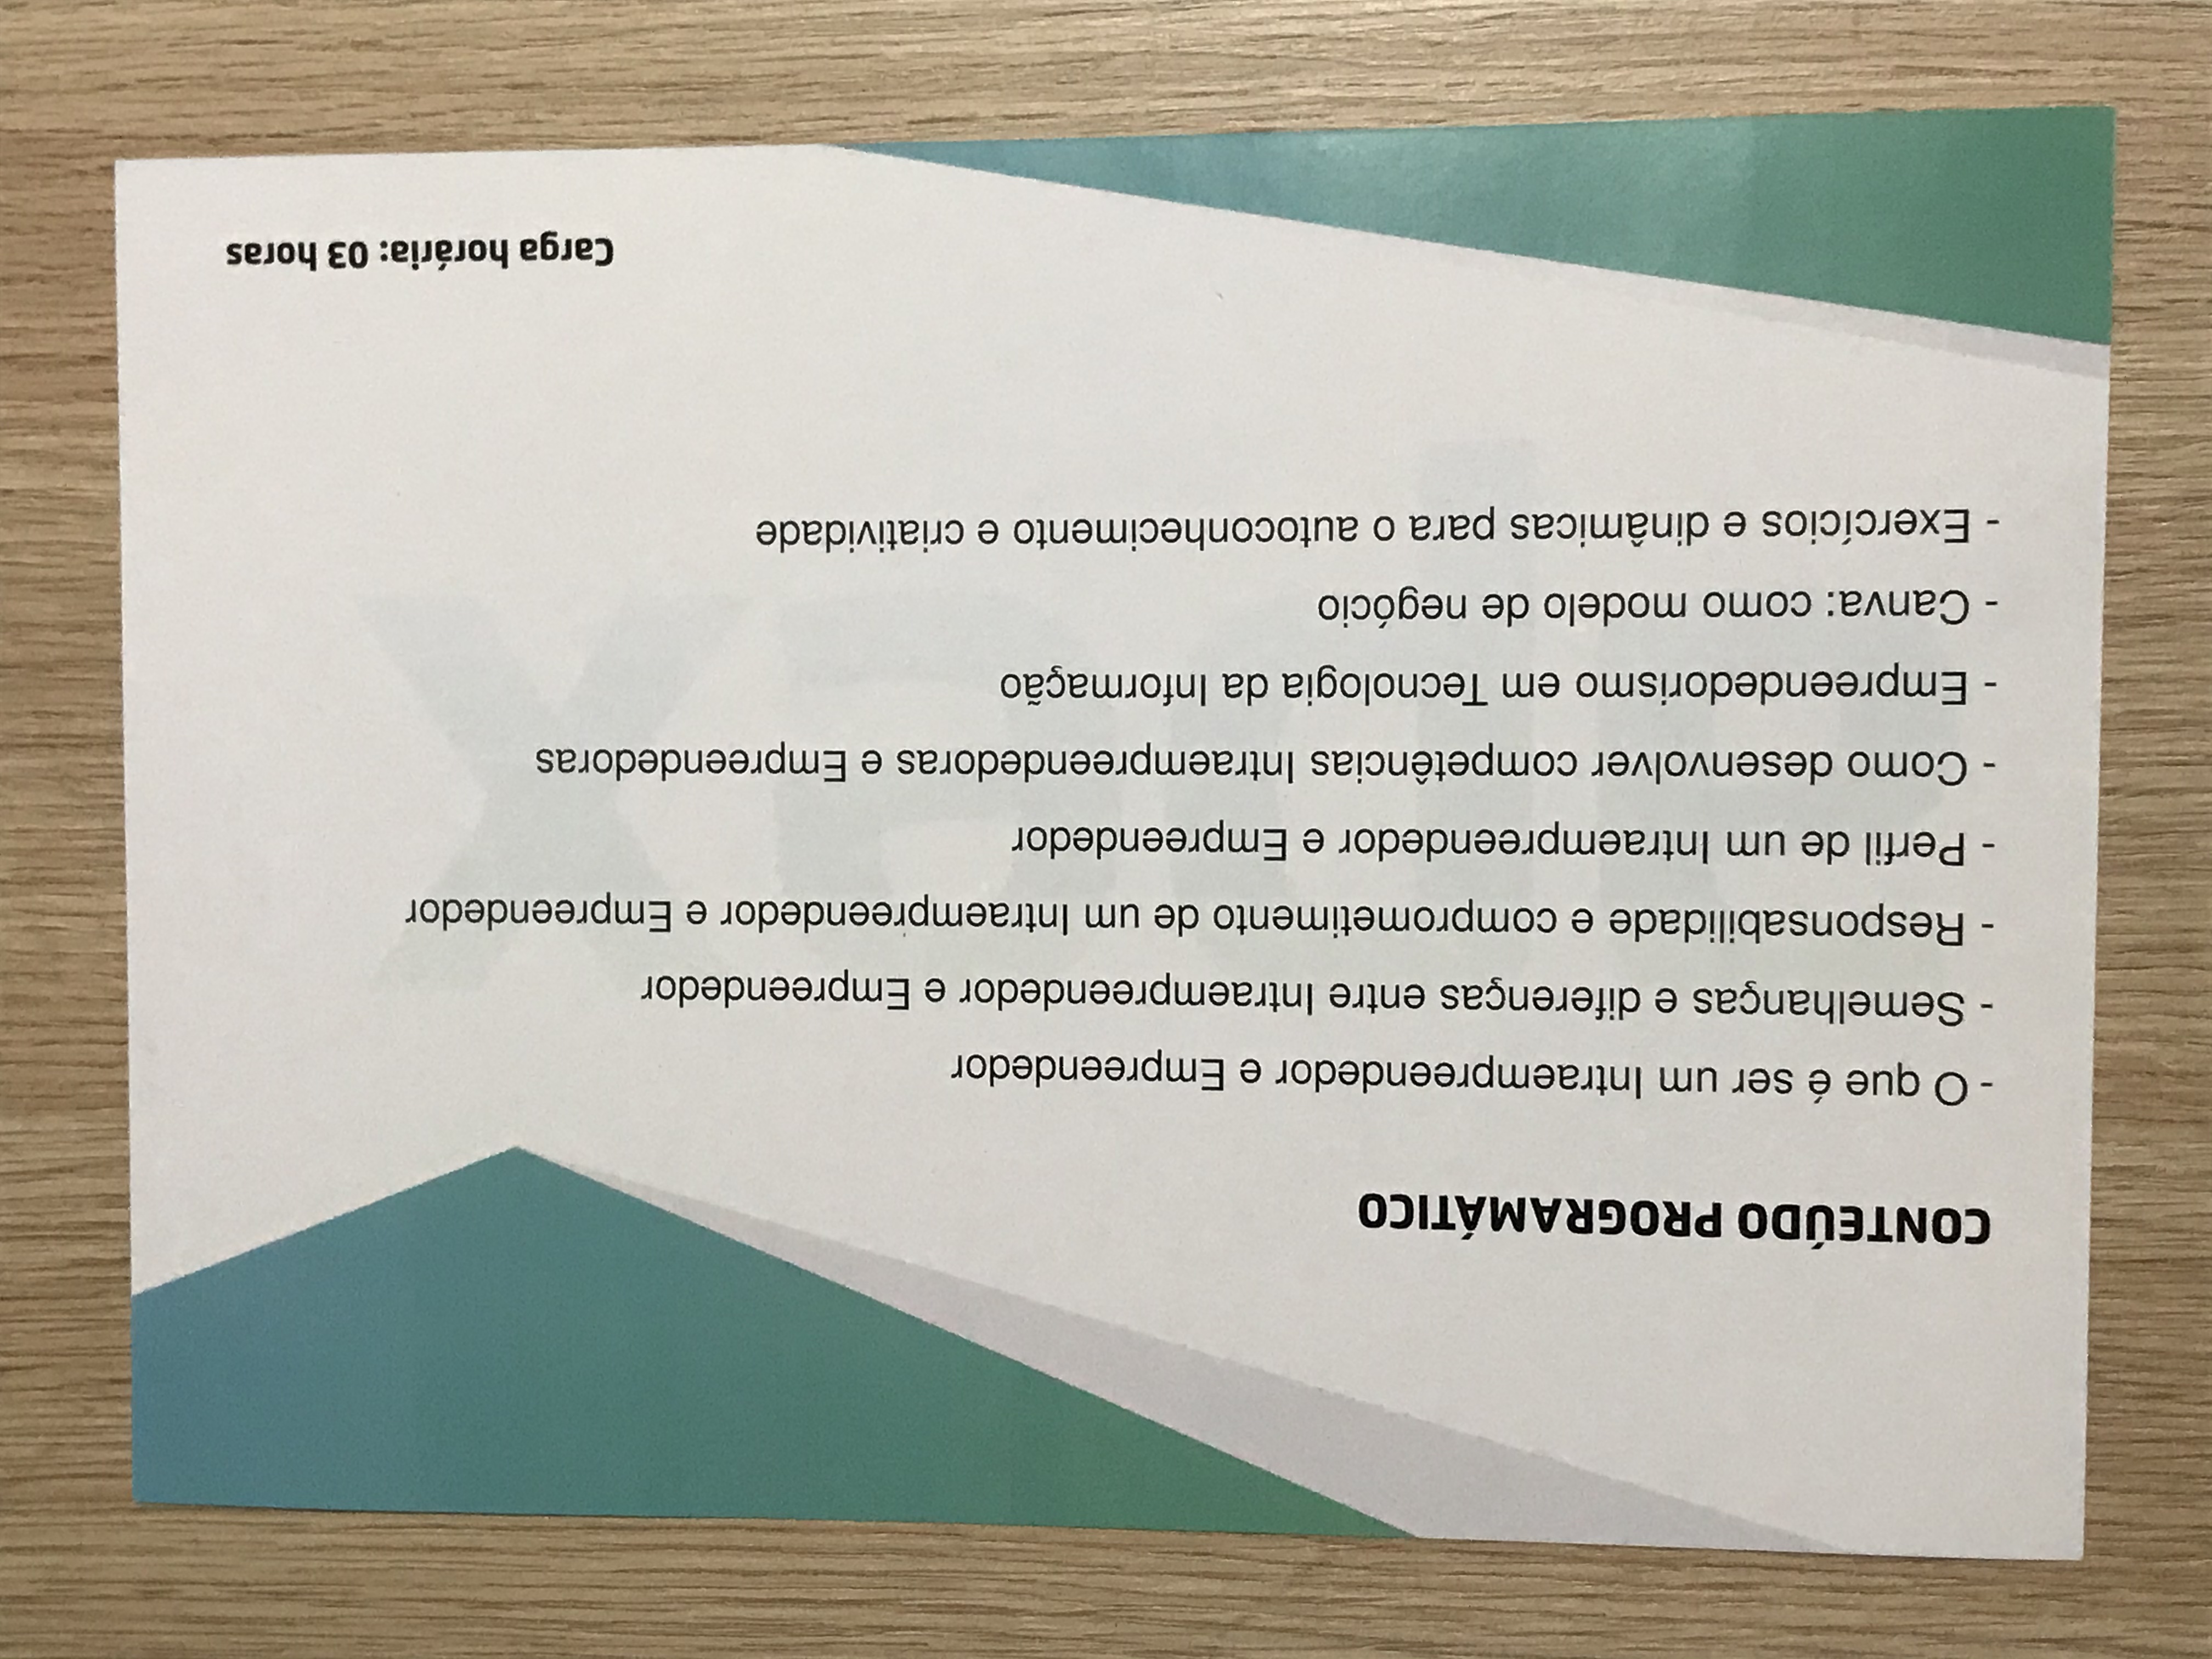 CONTEÚDO PROGRAMÁTICO
- O que é ser um Intraempreendedor e Empreendedor
- Semelhanças e diferenças entre Intraempreendedor e Empreendedor
- Responsabilidade e comprometimento de um Intraempreendedor e Empreendedor
- Perfil de um Intraempreendedor e Empreendedor
- Como desenvolver competências Intraempreendedoras e Empreendedoras
- Empreendedorismo em Tecnologia da Informação
- Canva: como modelo de negócio
- Exercícios e dinâmicas para o autoconhecimento e criatividade
Carga horária: 03 horas